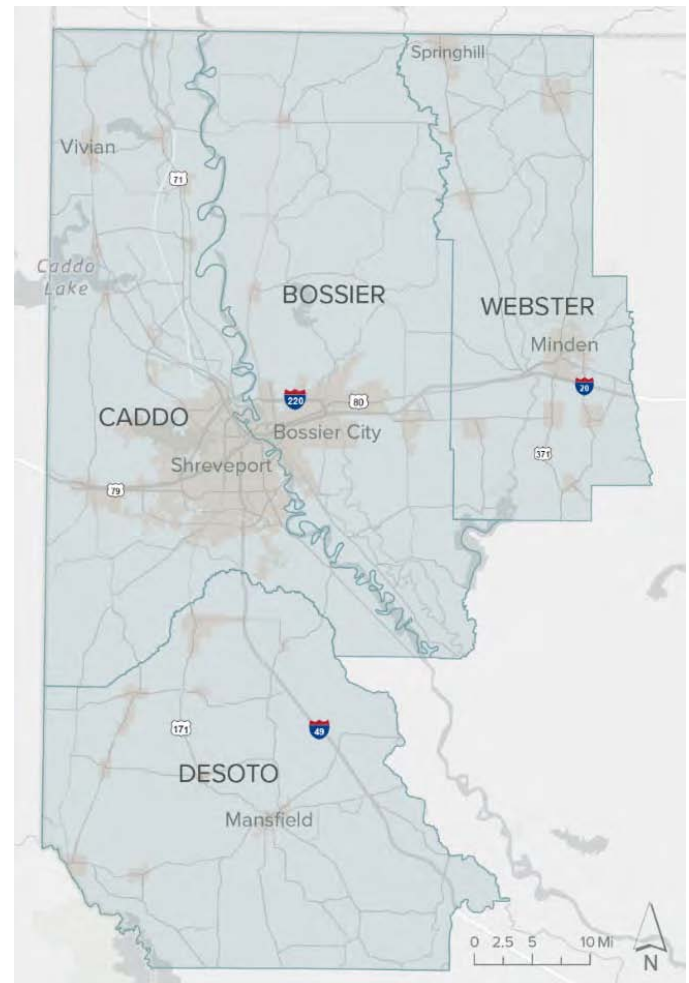 Springhill
Vivian
71
Caddo
Lake
BOSSIER
WEBSTER
Minden
20
220
80
CADDO
Bossier City
Shreveport
371
79
171
49
DESOTO
Mansfield
0 2.5 5 10 Mi
N